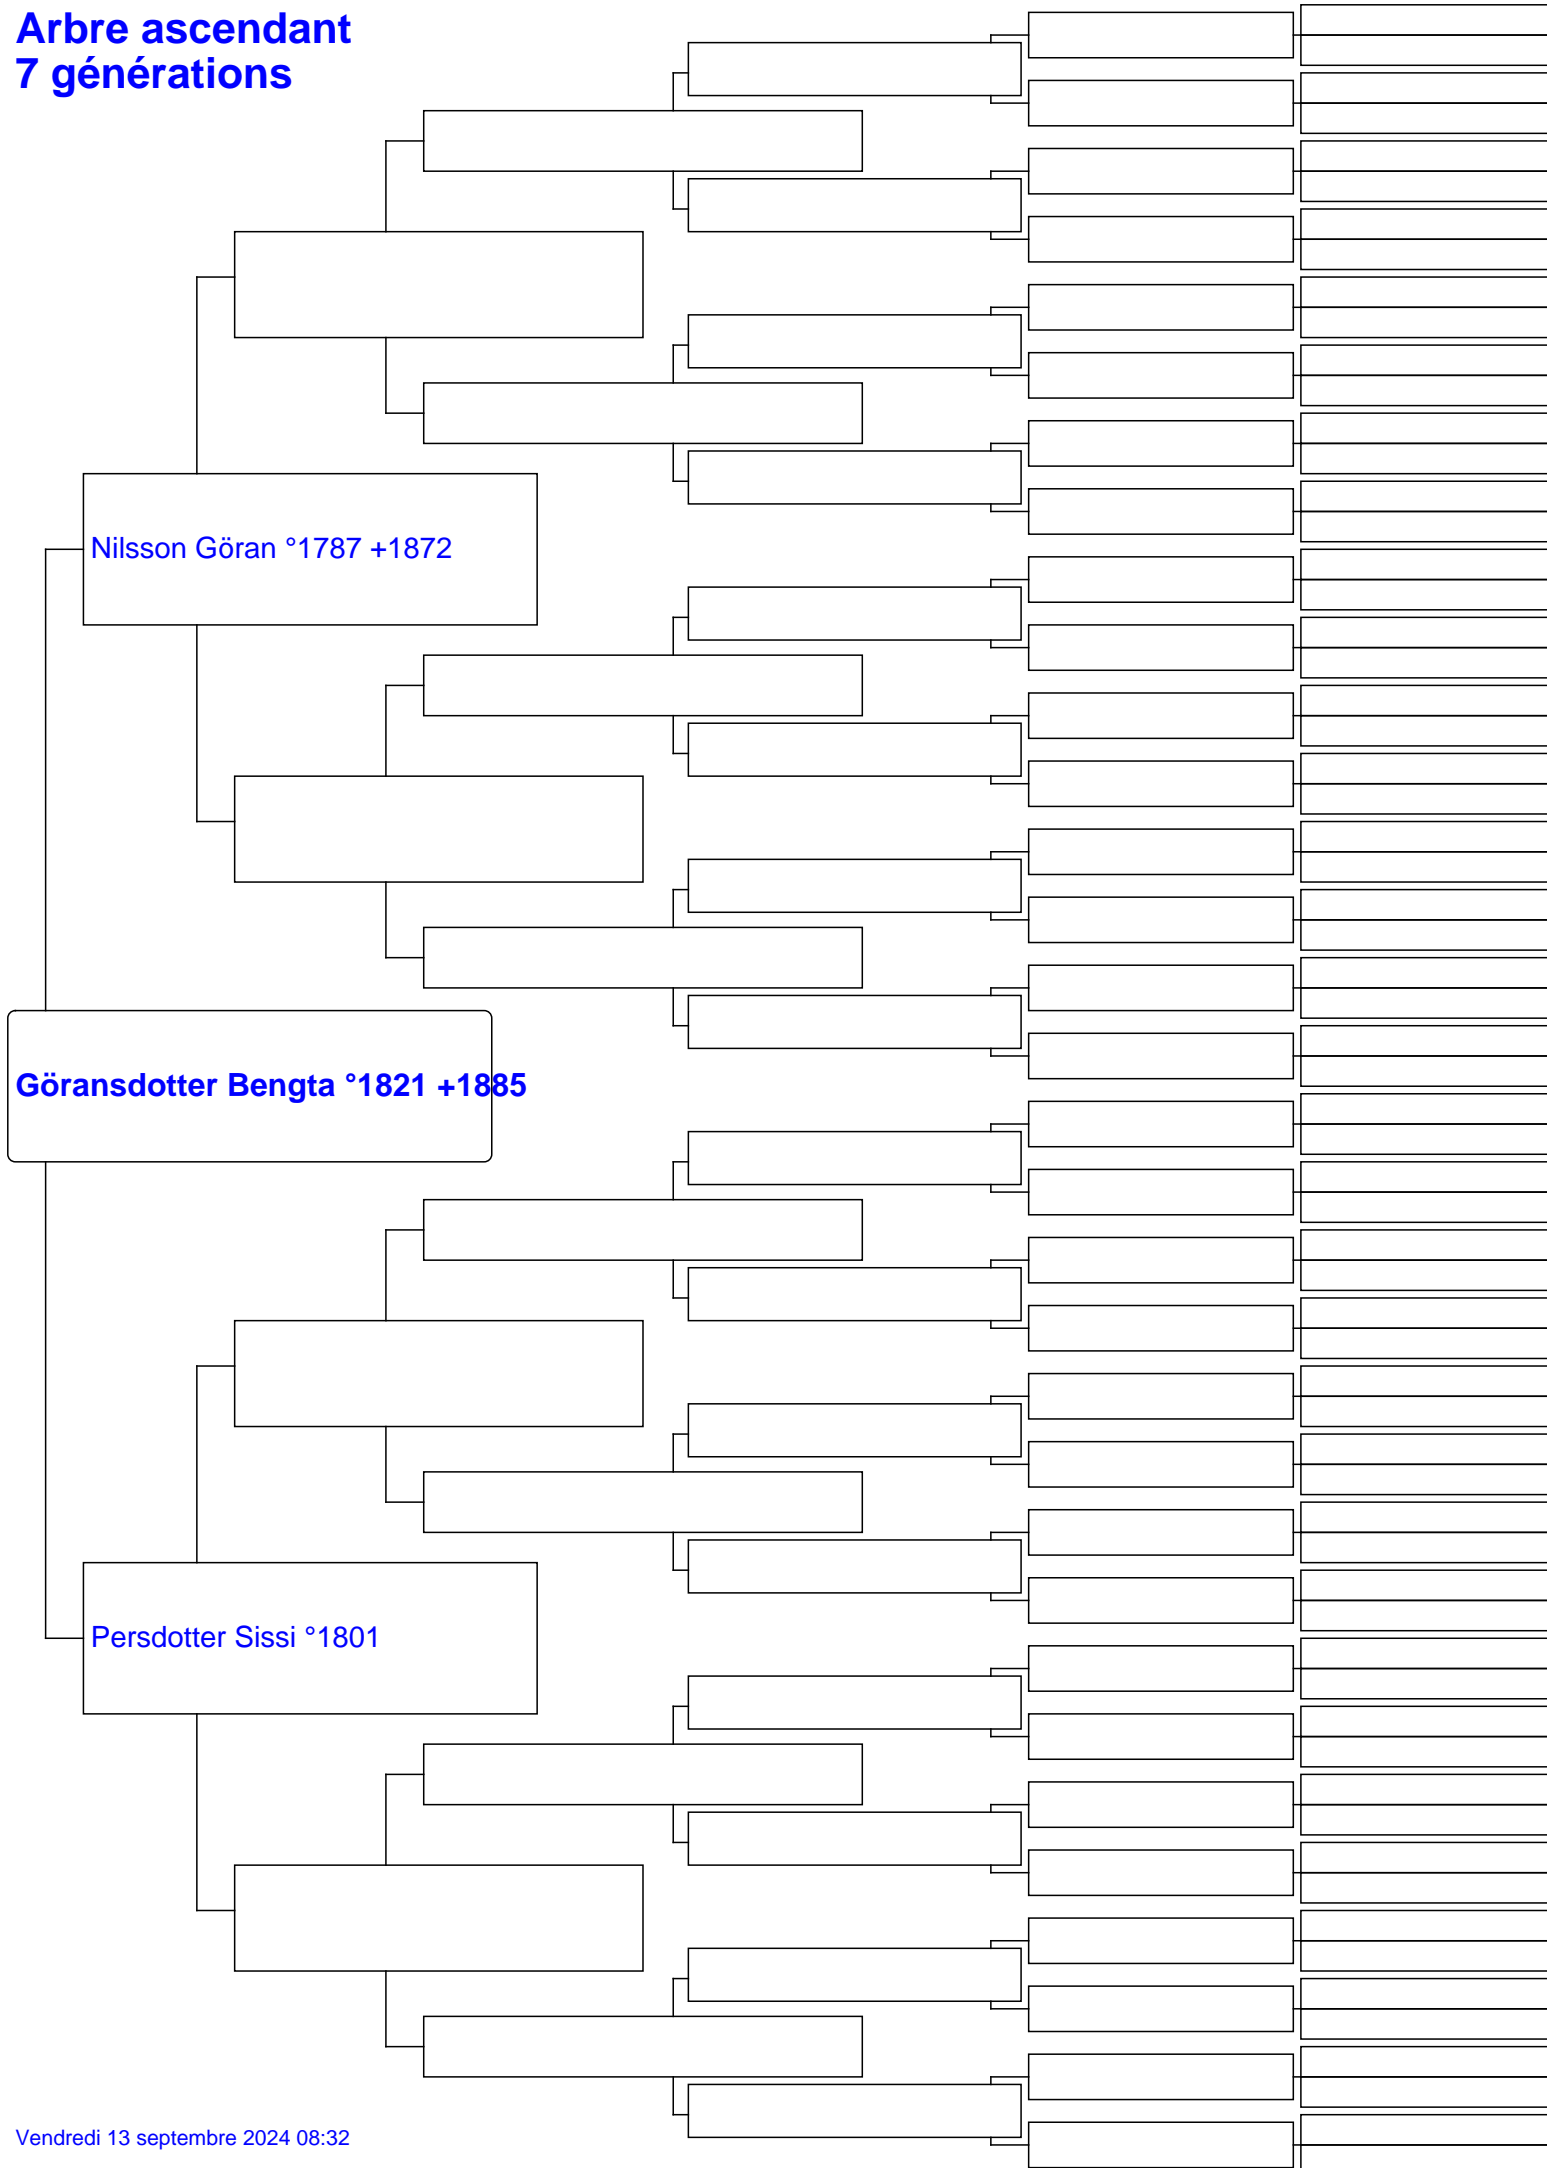 Arbre ascendant
7 générations
Nilsson Göran °1787 +1872
Göransdotter Bengta °1821 +1885
Persdotter Sissi °1801
Vendredi 13 septembre 2024 08:32